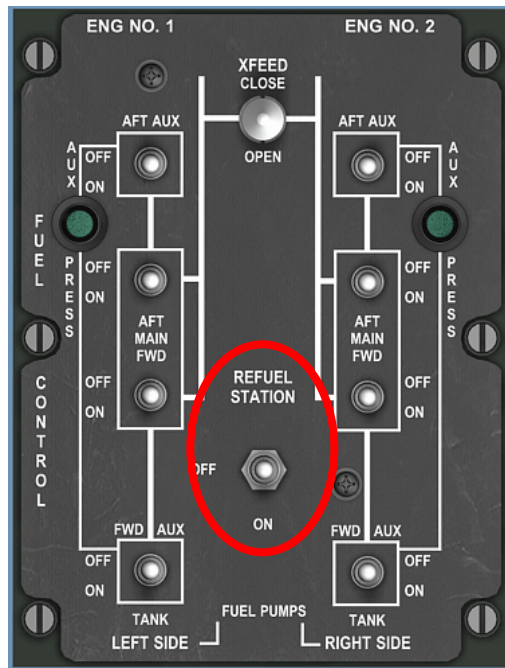 ENG NO. 1
ENG NO. 2
XFEED
CLOSE
OPEN
AFT AUX
OFF
ON
AUX
PRESS
AFT AUX
OFF
ON
AUX
PRESS
FUEL
CONTROL
OFF
ON
AFT
MAIN
FWD
OFF
ON
OFF
ON
AFT
MAIN
FWD
OFF
ON
REFUEL
STATION
OFF
ON
FWD AUX
OFF
ON
TANK
LEFT SIDE
FWD AUX
OFF
ON
TANK
RIGHT SIDE
FUEL PUMPS